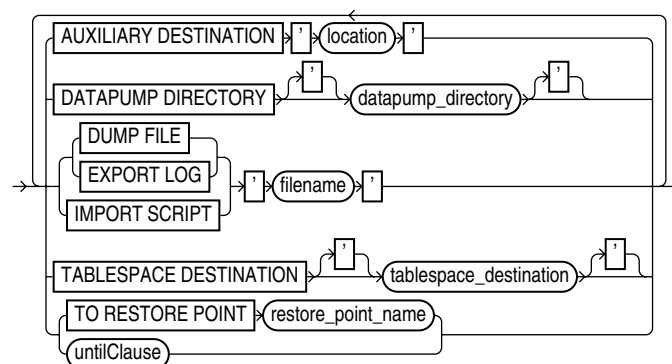 AUXILIARY DESTINATION ' location '
DATAPUMP DIRECTORY ' datapump_directory '
DUMP FILE
EXPORT LOG
' filename '
IMPORT SCRIPT
TABLESPACE DESTINATION ' tablespace_destination '
TO RESTORE POINT restore_point_name
untilClause